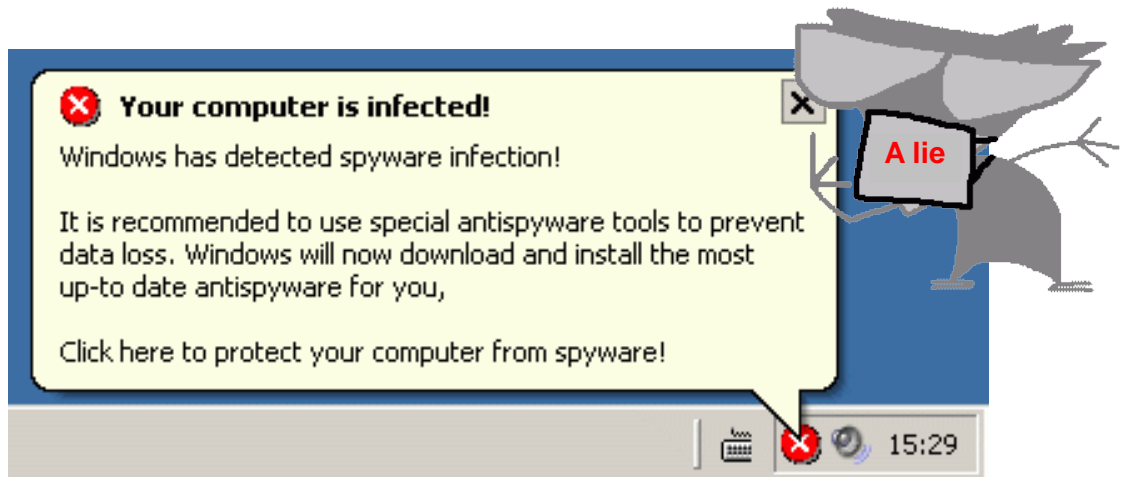 Your computer is infected!
Windows has detected spyware infection!
A lie
It is recommended to use special antispyware tools to prevent
data loss. Windows will now download and install the most
up-to date antispyware for you,
Click here to protect your computer from spyware!
15:29